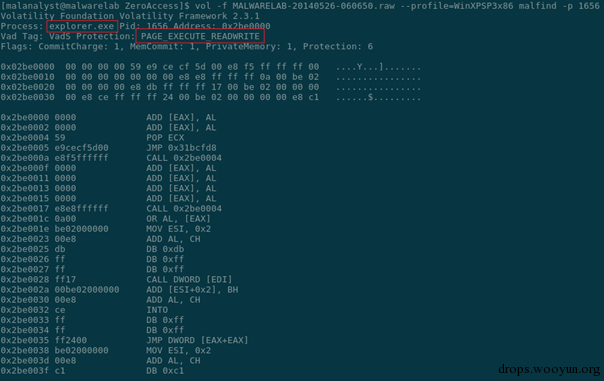 [malanalyst@malwarelab ZeroAccess]$ vol -f MALWARELAB-20140526-060650.raw --profile=WinXPSP3x86 malfind -p 1656
Volatility Foundation Volatility Framework 2.3.1
Process: explorer.exe Pid: 1656 Address: 0x2be0000
Vad Tag: VadS Protection: PAGE_EXECUTE_READWRITE
Flags: CommitCharge: 1, MemCommit: 1, PrivateMemory: 1, Protection: 6
0x02be0000  00 00 00 00 59 e9 ce cf 5d 00 e8 f5 ff ff ff 00   ....Y...].......
0x02be0010  00 00 00 00 00 00 00 e8 e8 ff ff ff 0a 00 be 02   ................
0x02be0020  00 00 00 00 e8 db ff ff ff 17 00 be 02 00 00 00   ................
0x02be0030  00 e8 ce ff ff ff 24 00 be 02 00 00 00 00 e8 c1   ......$.........
0x2be0000 0000             ADD [EAX], AL
0x2be0002 0000             ADD [EAX], AL
0x2be0004 59               POP ECX
0x2be0005 e9cecf5d00       JMP 0x31bcfd8
0x2be000a e8f5ffffff       CALL 0x2be0004
0x2be000f 0000             ADD [EAX], AL
0x2be0011 0000             ADD [EAX], AL
0x2be0013 0000             ADD [EAX], AL
0x2be0015 0000             ADD [EAX], AL
0x2be0017 e8e8ffffff       CALL 0x2be0004
0x2be001c 0a00             OR AL, [EAX]
0x2be001e be02000000       MOV ESI, 0x2
0x2be0023 00e8             ADD AL, CH
0x2be0025 db               DB 0xdb
0x2be0026 ff               DB 0xff
0x2be0027 ff               DB 0xff
0x2be0028 ff17             CALL DWORD [EDI]
0x2be002a 00be02000000     ADD [ESI+0x2], BH
0x2be0030 00e8             ADD AL, CH
0x2be0032 ce               INTO
0x2be0033 ff               DB 0xff
0x2be0034 ff               DB 0xff
0x2be0035 ff2400           JMP DWORD [EAX+EAX]
0x2be0038 be02000000       MOV ESI, 0x2
0x2be003d 00e8             ADD AL, CH
0x2be003f c1               DB 0xc1
drops.wooyun.org